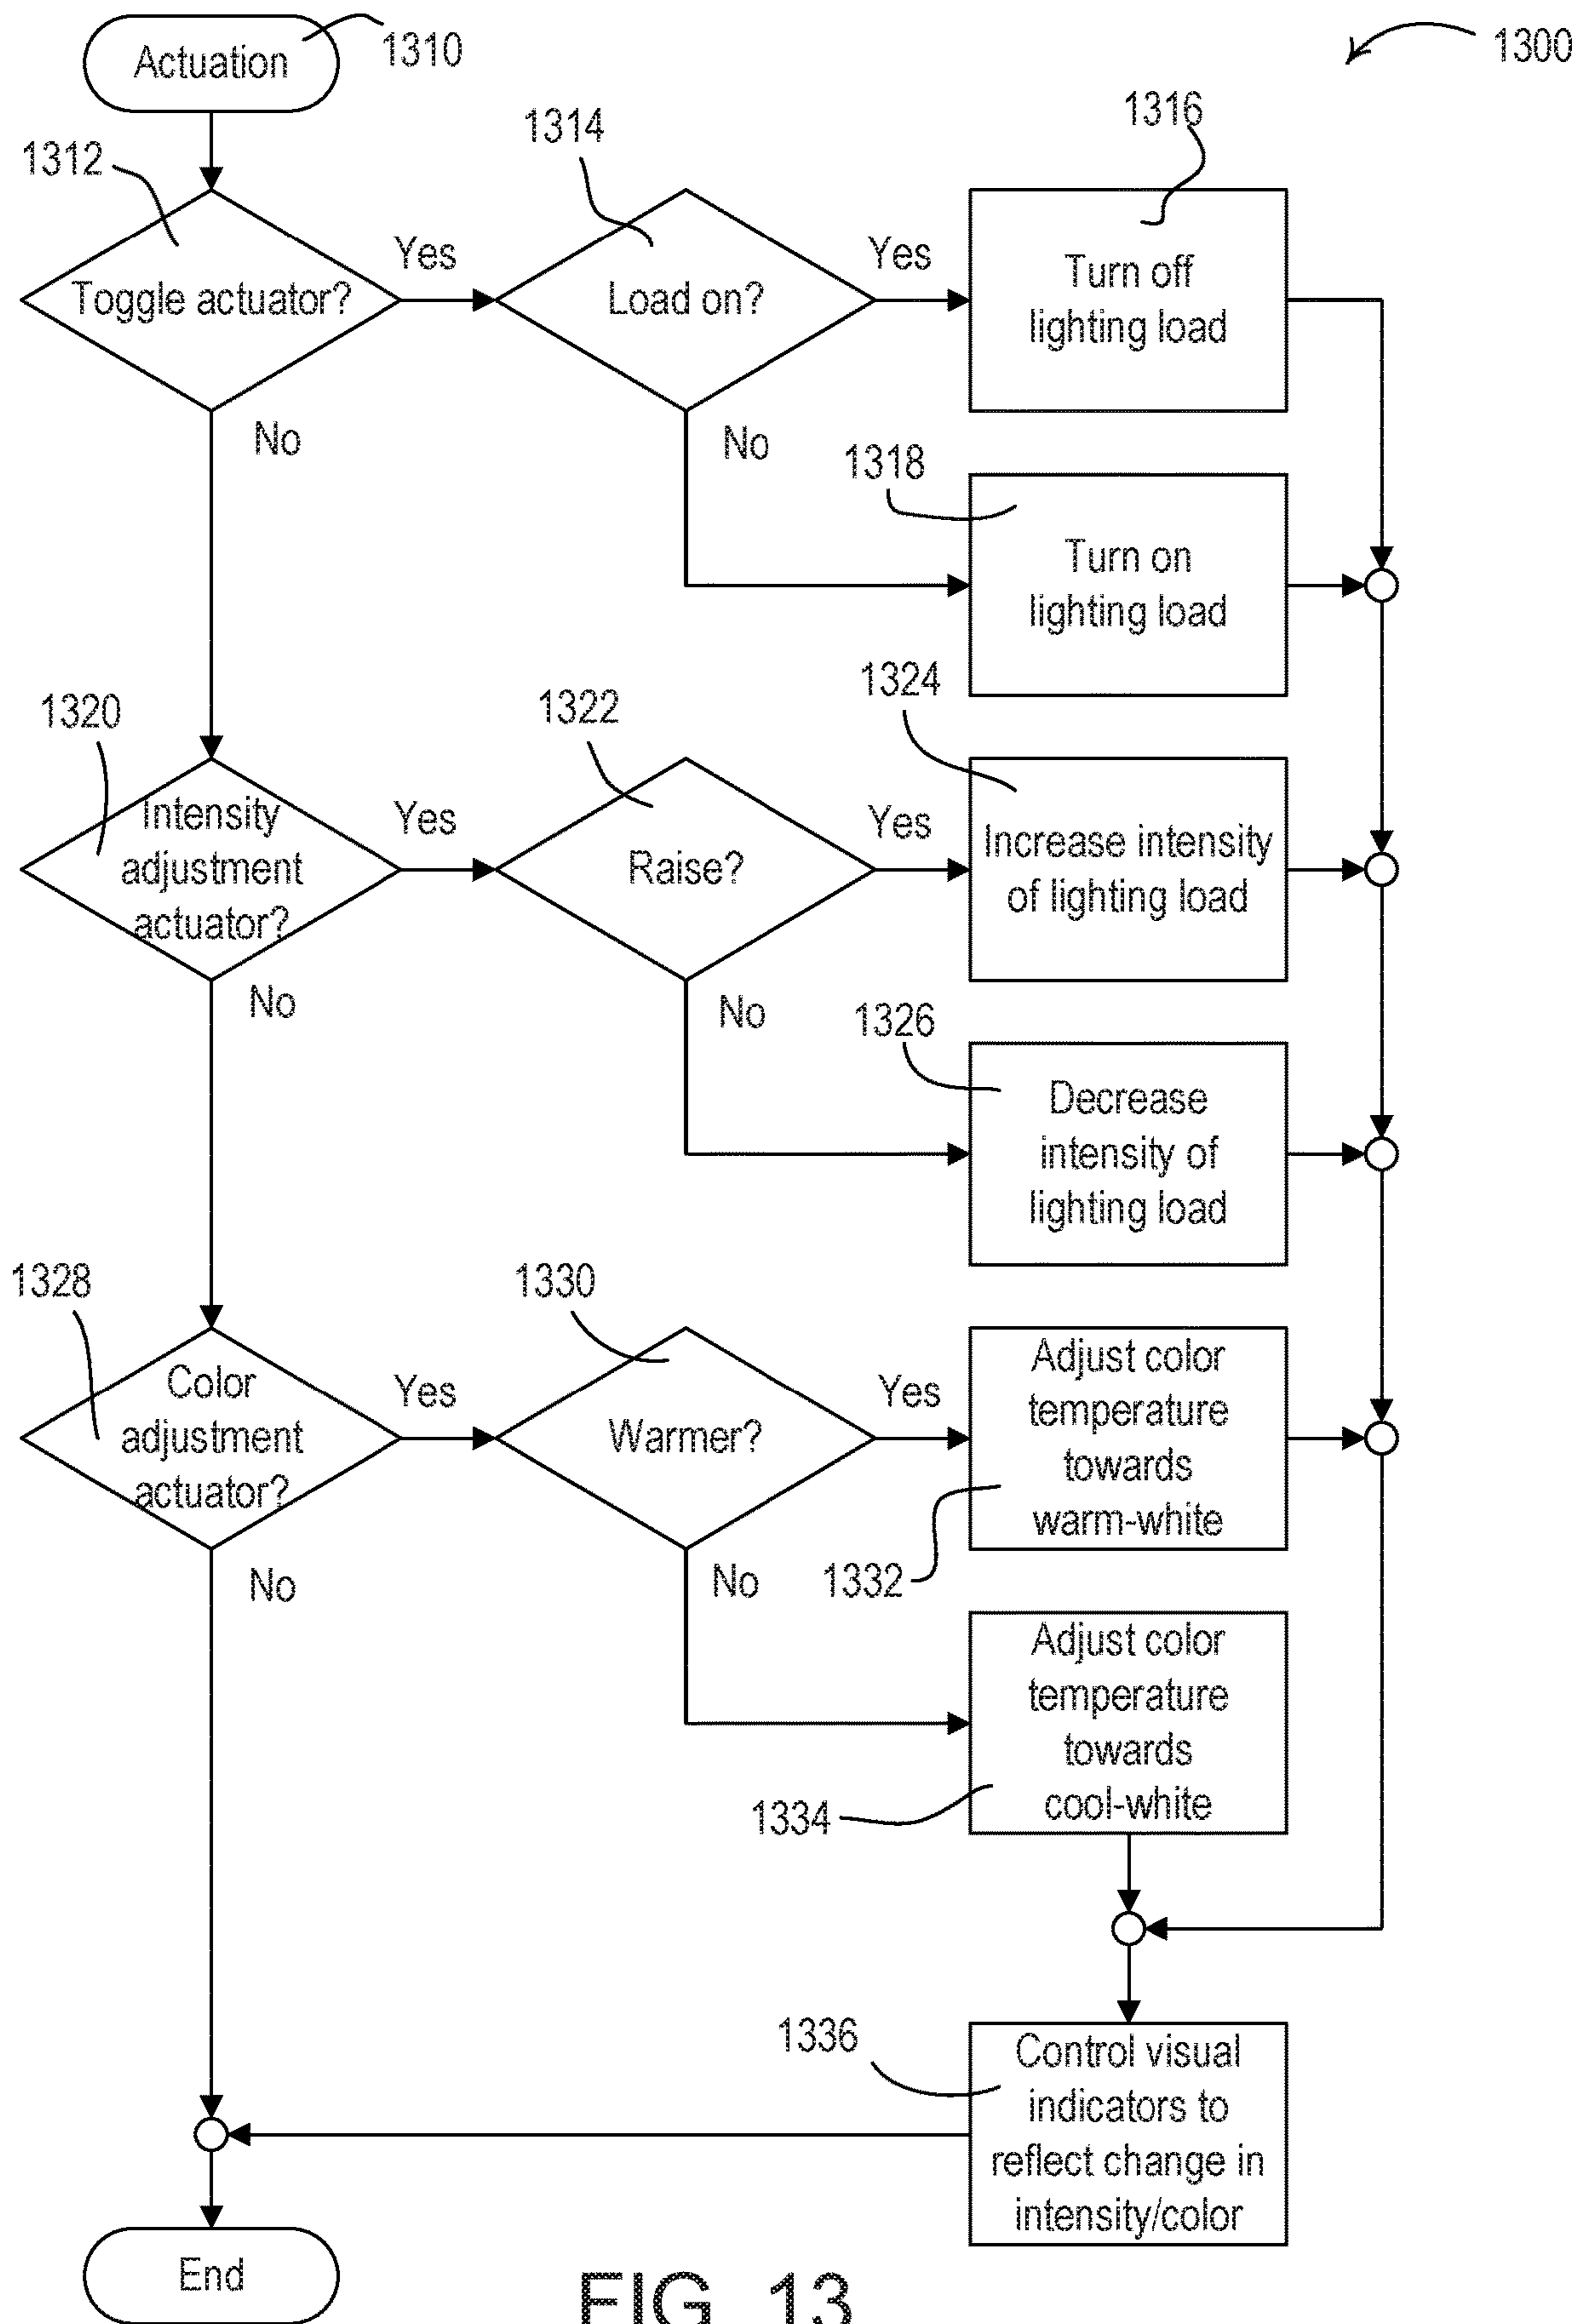 Actuation
1310
1300
1312
1314
1316
Toggle actuator?
Yes
Load on?
Yes
Turn off
lighting load
No
No
1318
Turn on
lighting load
1320
1322
1324
Intensity
adjustment
actuator?
Yes
Raise?
Yes
Increase intensity
of lighting load
No
No
1326
Decrease
intensity of
lighting load
1328
1330
Color
adjustment
actuator?
Yes
Warmer?
Yes
Adjust color
temperature
towards
warm-white
1332
No
No
Adjust color
temperature
towards
cool-white
1334
1336
Control visual
indicators to
reflect change in
intensity/color
End
FIG. 13